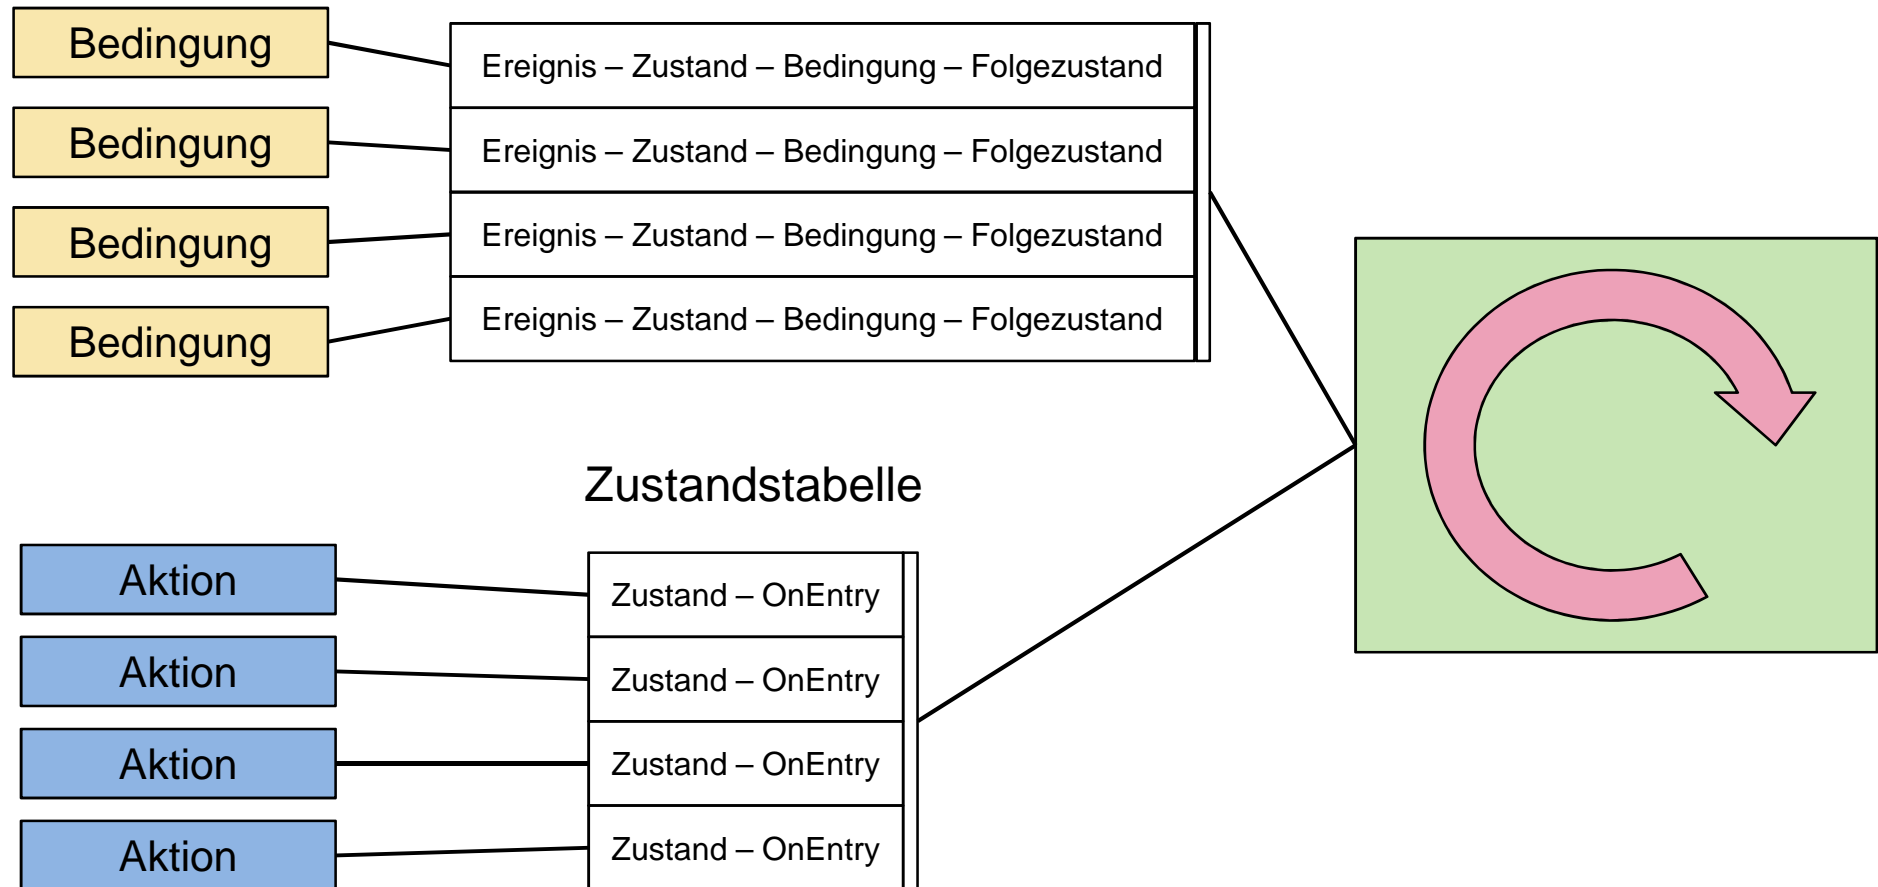 Bedingung
Ereignis – Zustand – Bedingung – Folgezustand
Bedingung
Ereignis – Zustand – Bedingung – Folgezustand
Bedingung
Ereignis – Zustand – Bedingung – Folgezustand
Bedingung
Ereignis – Zustand – Bedingung – Folgezustand
Zustandstabelle
Aktion
Zustand – OnEntry
Aktion
Zustand – OnEntry
Aktion
Zustand – OnEntry
Aktion
Zustand – OnEntry